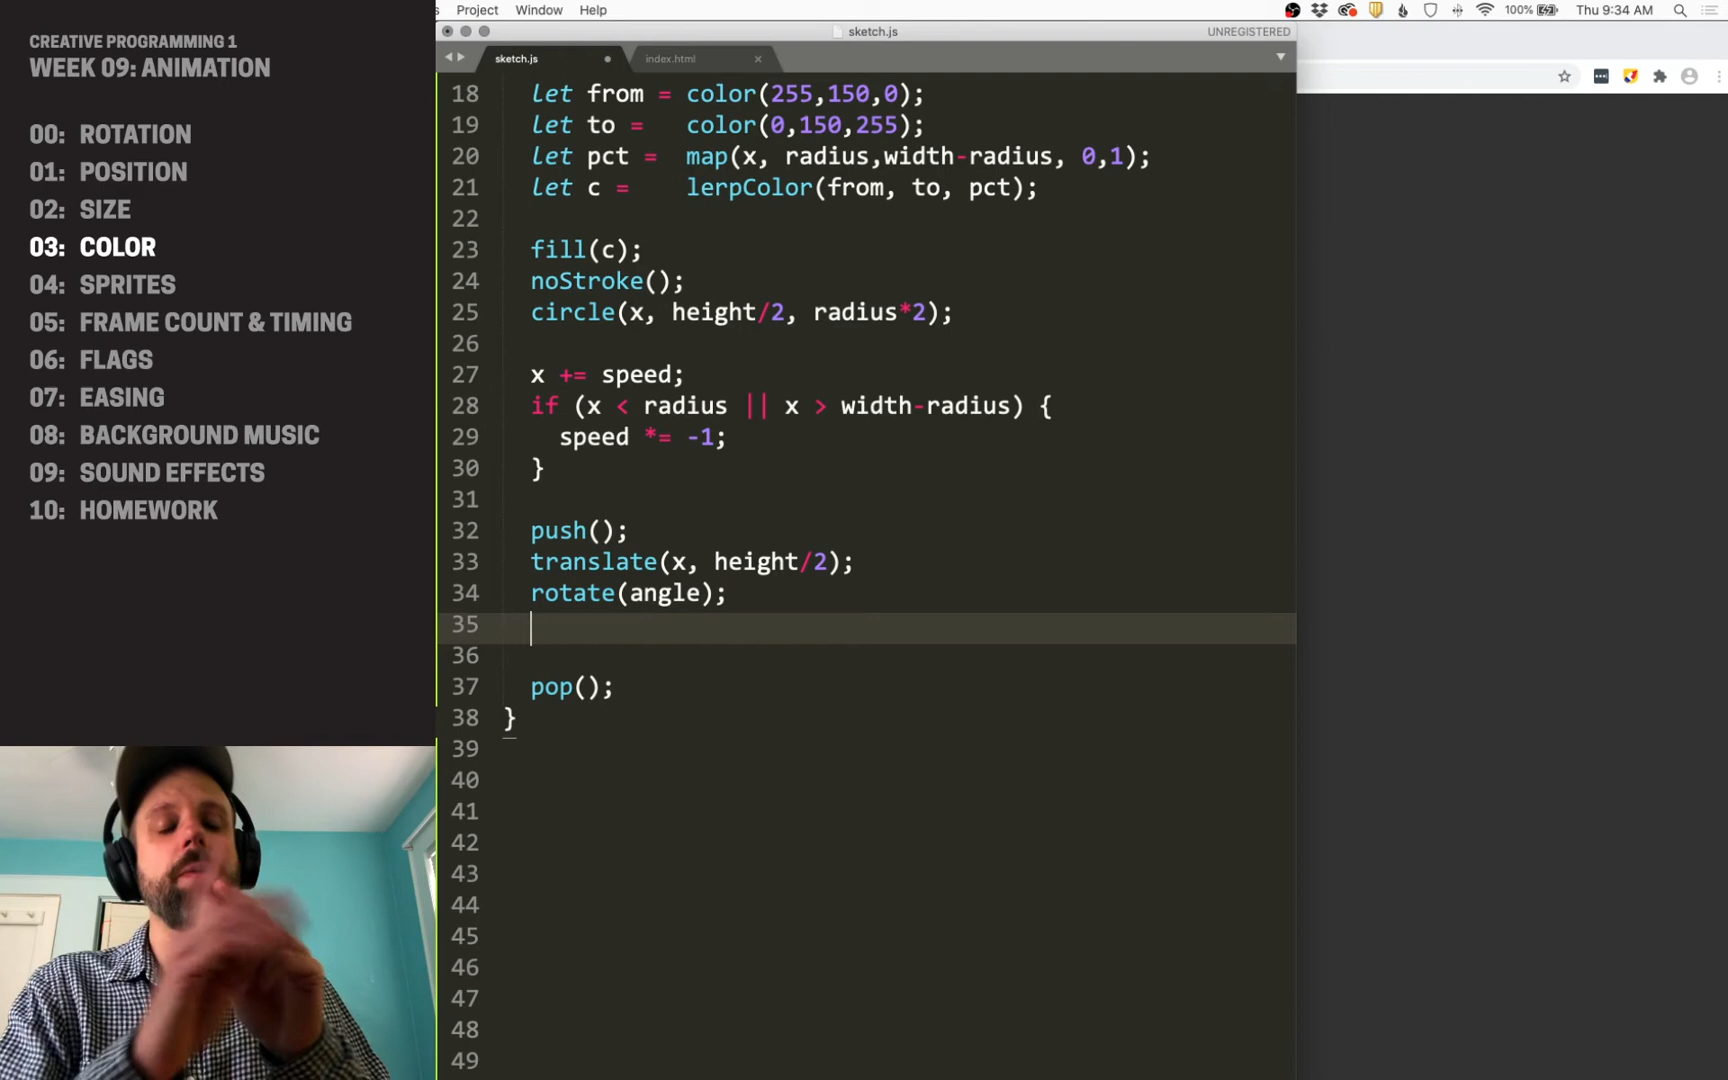 CREATIVE PROGRAMMING 1
WEEK 09: ANIMATION
00: ROTATION
01: POSITION
02: SIZE
03: COLOR
04: SPRITES
05: FRAME COUNT & TIMING
06: FLAGS
07: EASING
08: BACKGROUND MUSIC
09: SOUND EFFECTS
10: HOMEWORK
s Project Window Help
100% Thu 9:34 AM
sketch.js UNREGISTERED
sketch.js index.html
18 let from = color(255,150,0);
19 let to = color(0,150,255);
20 let pct = map(x, radius,width-radius, 0,1);
21 let c = lerpColor(from, to, pct);
22
23 fill(c);
24 noStroke();
25 circle(x, height/2, radius*2);
26
27 x += speed;
28 if (x < radius || x > width-radius) {
29 speed *= -1;
30 }
31
32 push();
33 translate(x, height/2);
34 rotate(angle);
35
36
37 pop();
38 }
39
40
41
42
43
44
45
46
47
48
49